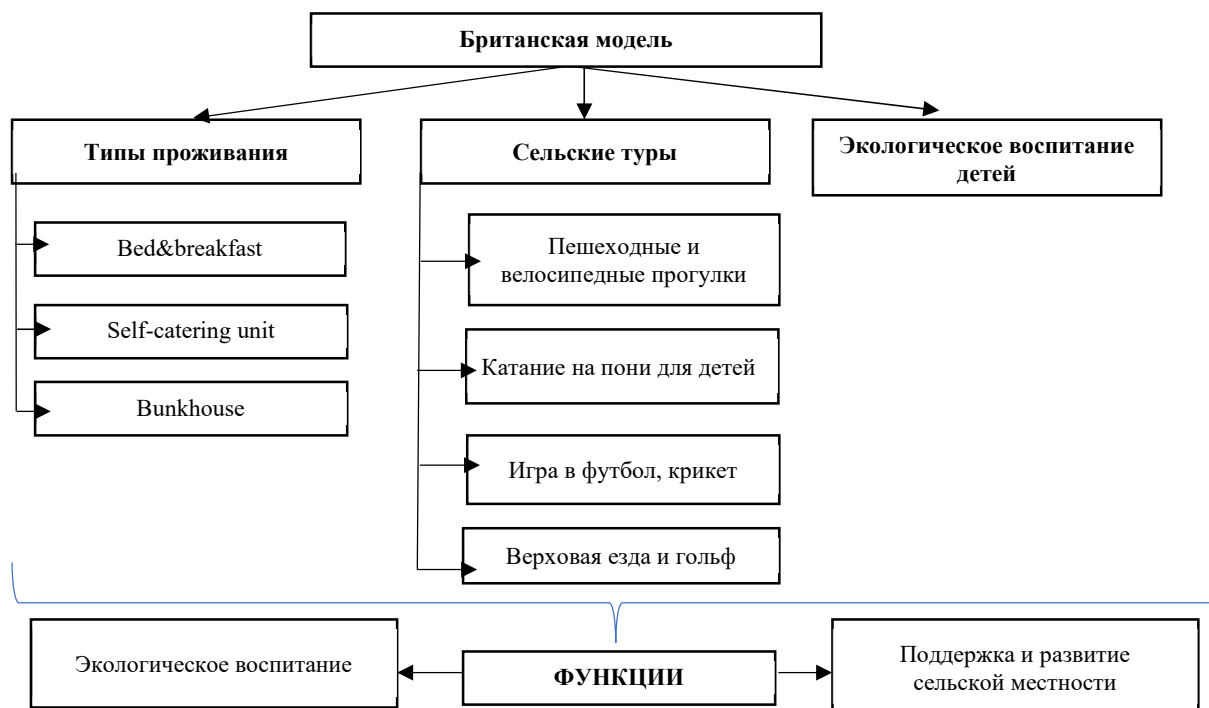 Британская модель
Типы проживания
Сельские туры
Экологическое воспитание
детей
Bed&breakfast
Self-catering unit
Bunkhouse
Пешеходные и
велосипедные прогулки
Катание на пони для детей
Игра в футбол, крикет
Верховая езда и гольф
Экологическое воспитание
ФУНКЦИИ
Поддержка и развитие
сельской местности